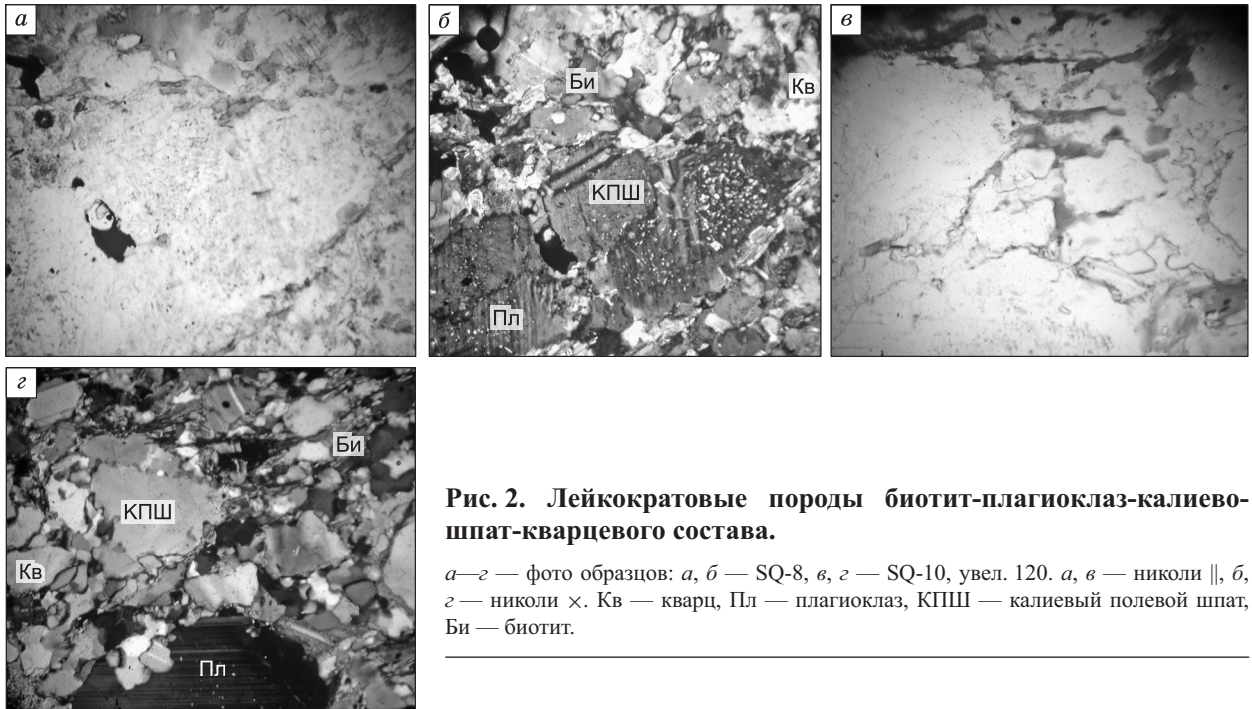 а
б
в
Би
Кв
КПШ
Пл
г
Би
КПШ
Кв
Пл
Рис. 2. Лейкократовые породы биотит-плагиоклаз-калиево-
шпат-кварцевого состава.
а—г — фото образцов: а, б — SQ-8, в, г — SQ-10, увел. 120. а, в — николи ||, б,
г — николи ×. Кв — кварц, Пл — плагиоклаз, КПШ — калиевый полевой шпат,
Би — биотит.